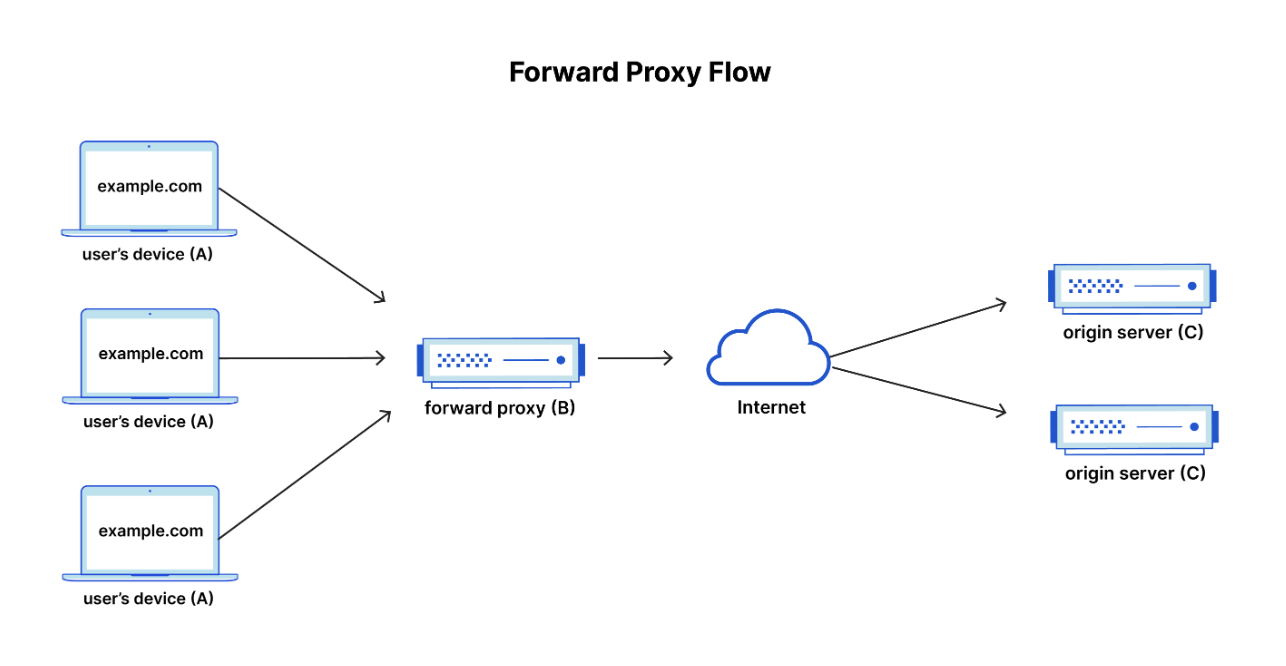 Forward Proxy Flow
example.com
user’s device (A)
example.com
user’s device (A)
example.com
user’s device (A)
forward proxy (B)
Internet
origin server (C)
origin server (C)